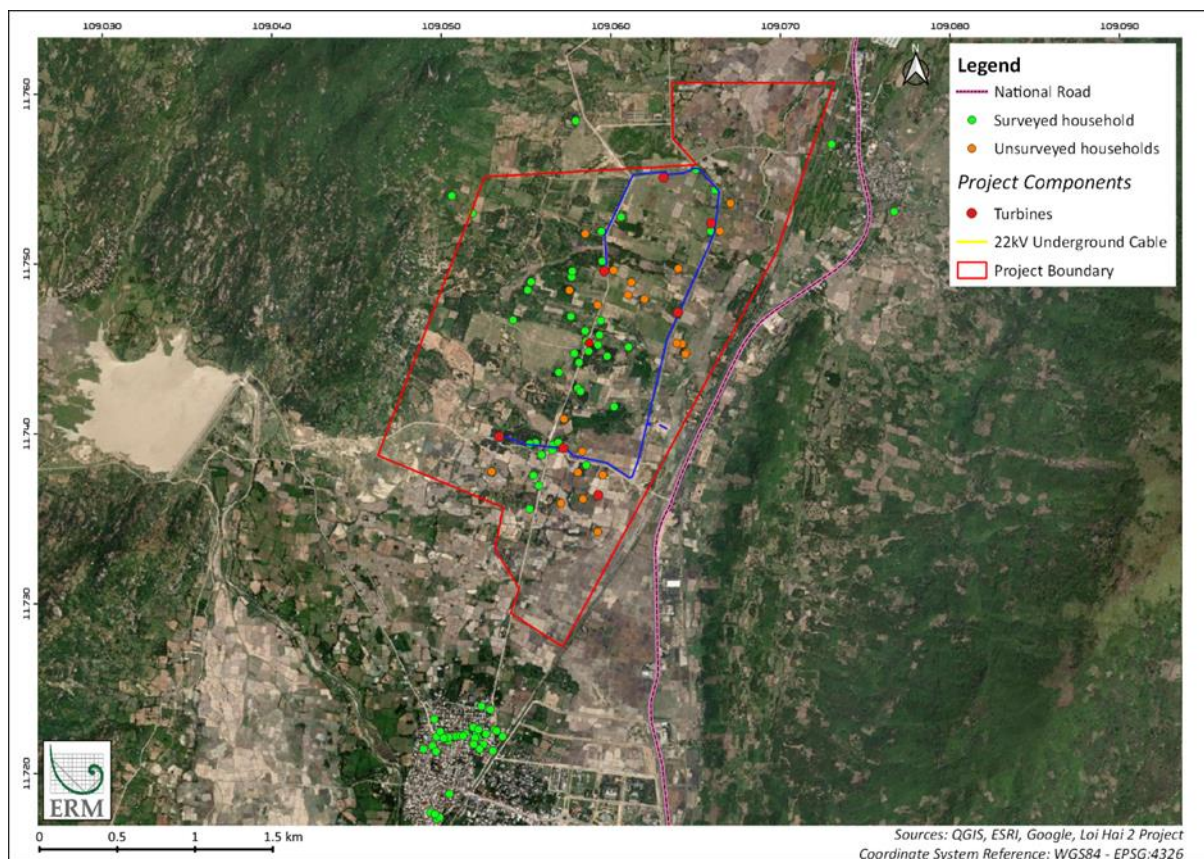 109.030 109.040 109.050 109.060 109.070 109.080 109.090
11.760
11.750
11.740
11.730
11.720
N
Legend
National Road
Surveyed household
Unsurveyed households
Project Components
Turbines
22kV Underground Cable
Project Boundary
ERM
0 0.5 1 1.5 km
Sources: QGIS, ESRI, Google, Loi Hai 2 Project
Coordinate System Reference: WGS84 - EPSG:4326